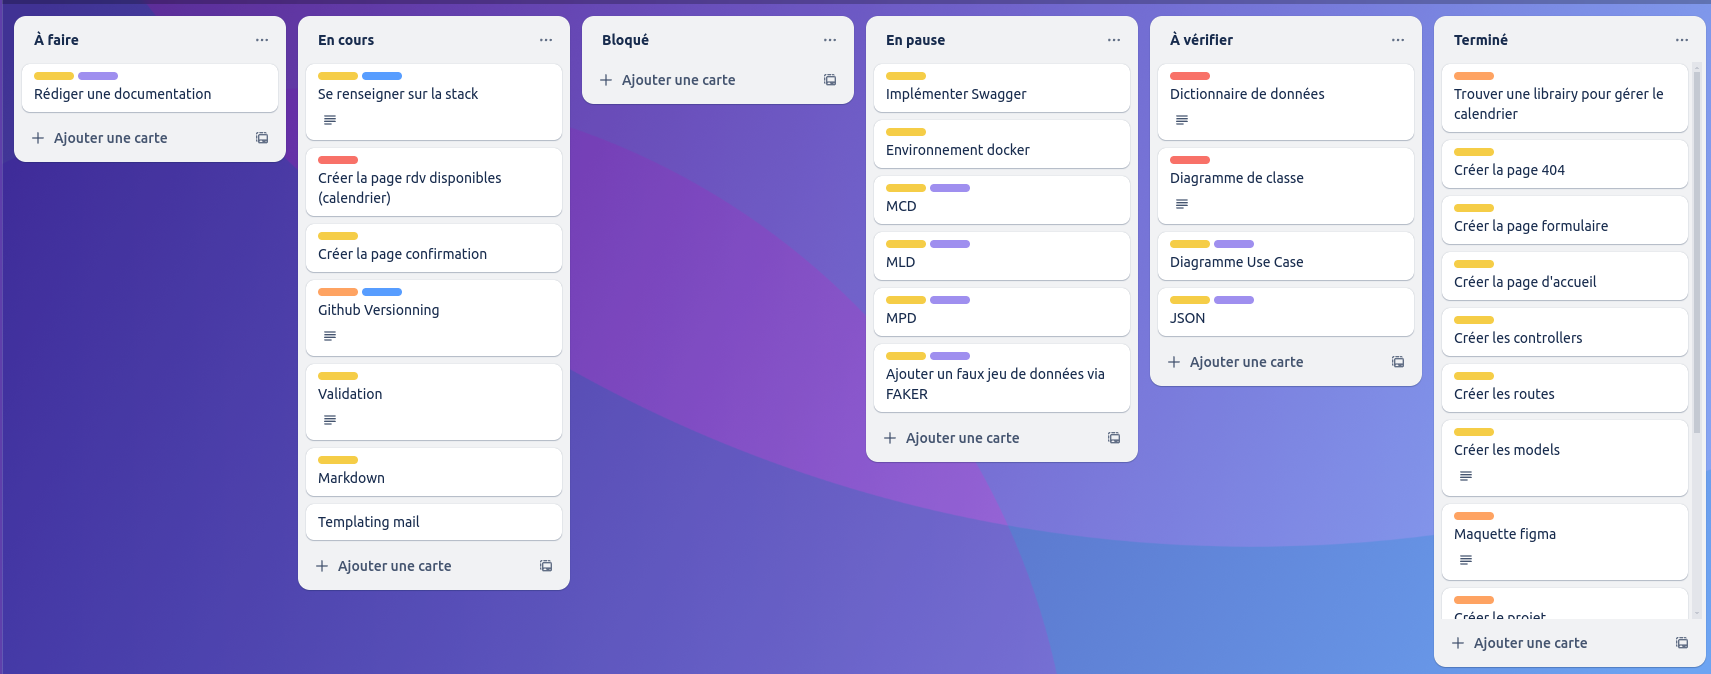 À faire
Rédiger une documentation
Ajouter une carte
En cours
Se renseigner sur la stack
Créer la page rdv disponibles
(calendrier)
Créer la page confirmation
Github Versionning
Validation
Markdown
Templating mail
Ajouter une carte
Bloqué
Ajouter une carte
En pause
Implémenter Swagger
Environnement docker
MCD
MLD
MPD
Ajouter un faux jeu de données via
FAKER
Ajouter une carte
À vérifier
Dictionnaire de données
Diagramme de classe
Diagramme Use Case
JSON
Ajouter une carte
Terminé
Trouver une librairy pour gérer le
calendrier
Créer la page 404
Créer la page formulaire
Créer la page d'accueil
Créer les controllers
Créer les routes
Créer les models
Maquette figma
Créer le projet
Ajouter une carte